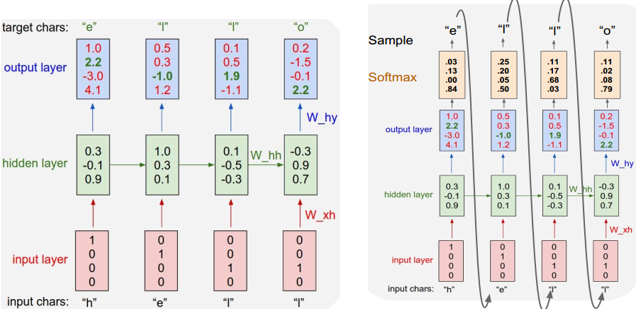 target chars: “e” “l” “l” “o”
output layer
1.0 0.5 0.1 0.2
2.2 0.3 0.5 -1.5
-3.0 -1.0 1.9 -0.1
4.1 1.2 -1.1 2.2
W_hy
hidden layer
0.3 1.0 0.1 -0.3
-0.1 0.3 -0.5 0.9
0.9 0.1 -0.3 0.7
W_hh
W_xh
input layer
1 0 0 0
0 1 0 0
0 0 1 1
0 0 0 0
input chars: “h” “e” “l” “l”
Sample
“e” “l” “l” “o”
Softmax
.03 .25 .11 .11
.13 .20 .17 .02
.00 .05 .68 .08
.84 .50 .03 .79
output layer
1.0 0.5 0.1 0.2
2.2 0.3 0.5 -1.5
-3.0 -1.0 1.9 -0.1
4.1 1.2 -1.1 2.2
W_hy
hidden layer
0.3 1.0 0.1 -0.3
-0.1 0.3 -0.5 0.9
0.9 0.1 -0.3 0.7
W_hh
W_xh
input layer
1 0 0 0
0 1 0 0
0 0 1 1
0 0 0 0
input chars: “h” “e” “l” “l”